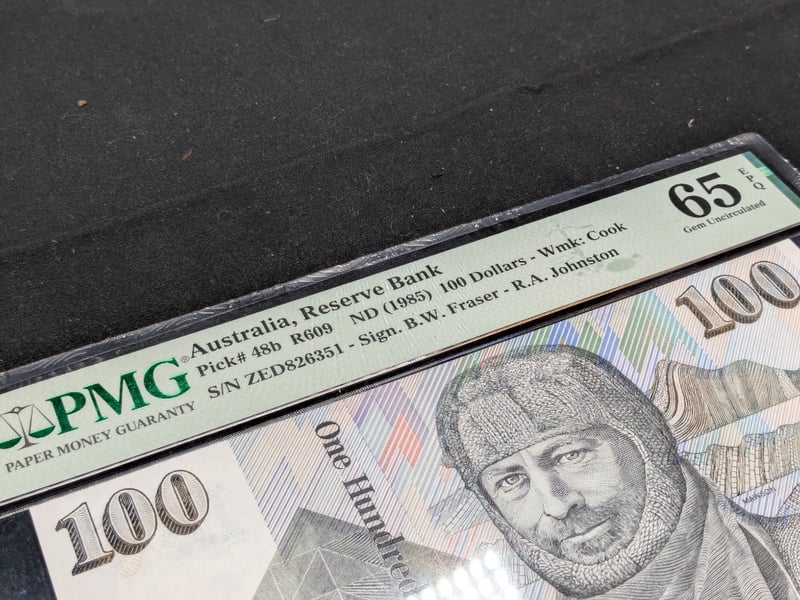 Australia, Reserve Bank
Pick# 48b R609 ND (1985) 100 Dollars - Wmk: Cook
S/N ZED826351 - Sign. B.W. Fraser - R.A. Johnston
65 EPQ
Gem Uncirculated
PMG®
PAPER MONEY GUARANTY
100
One Hundred
100
MAWSON